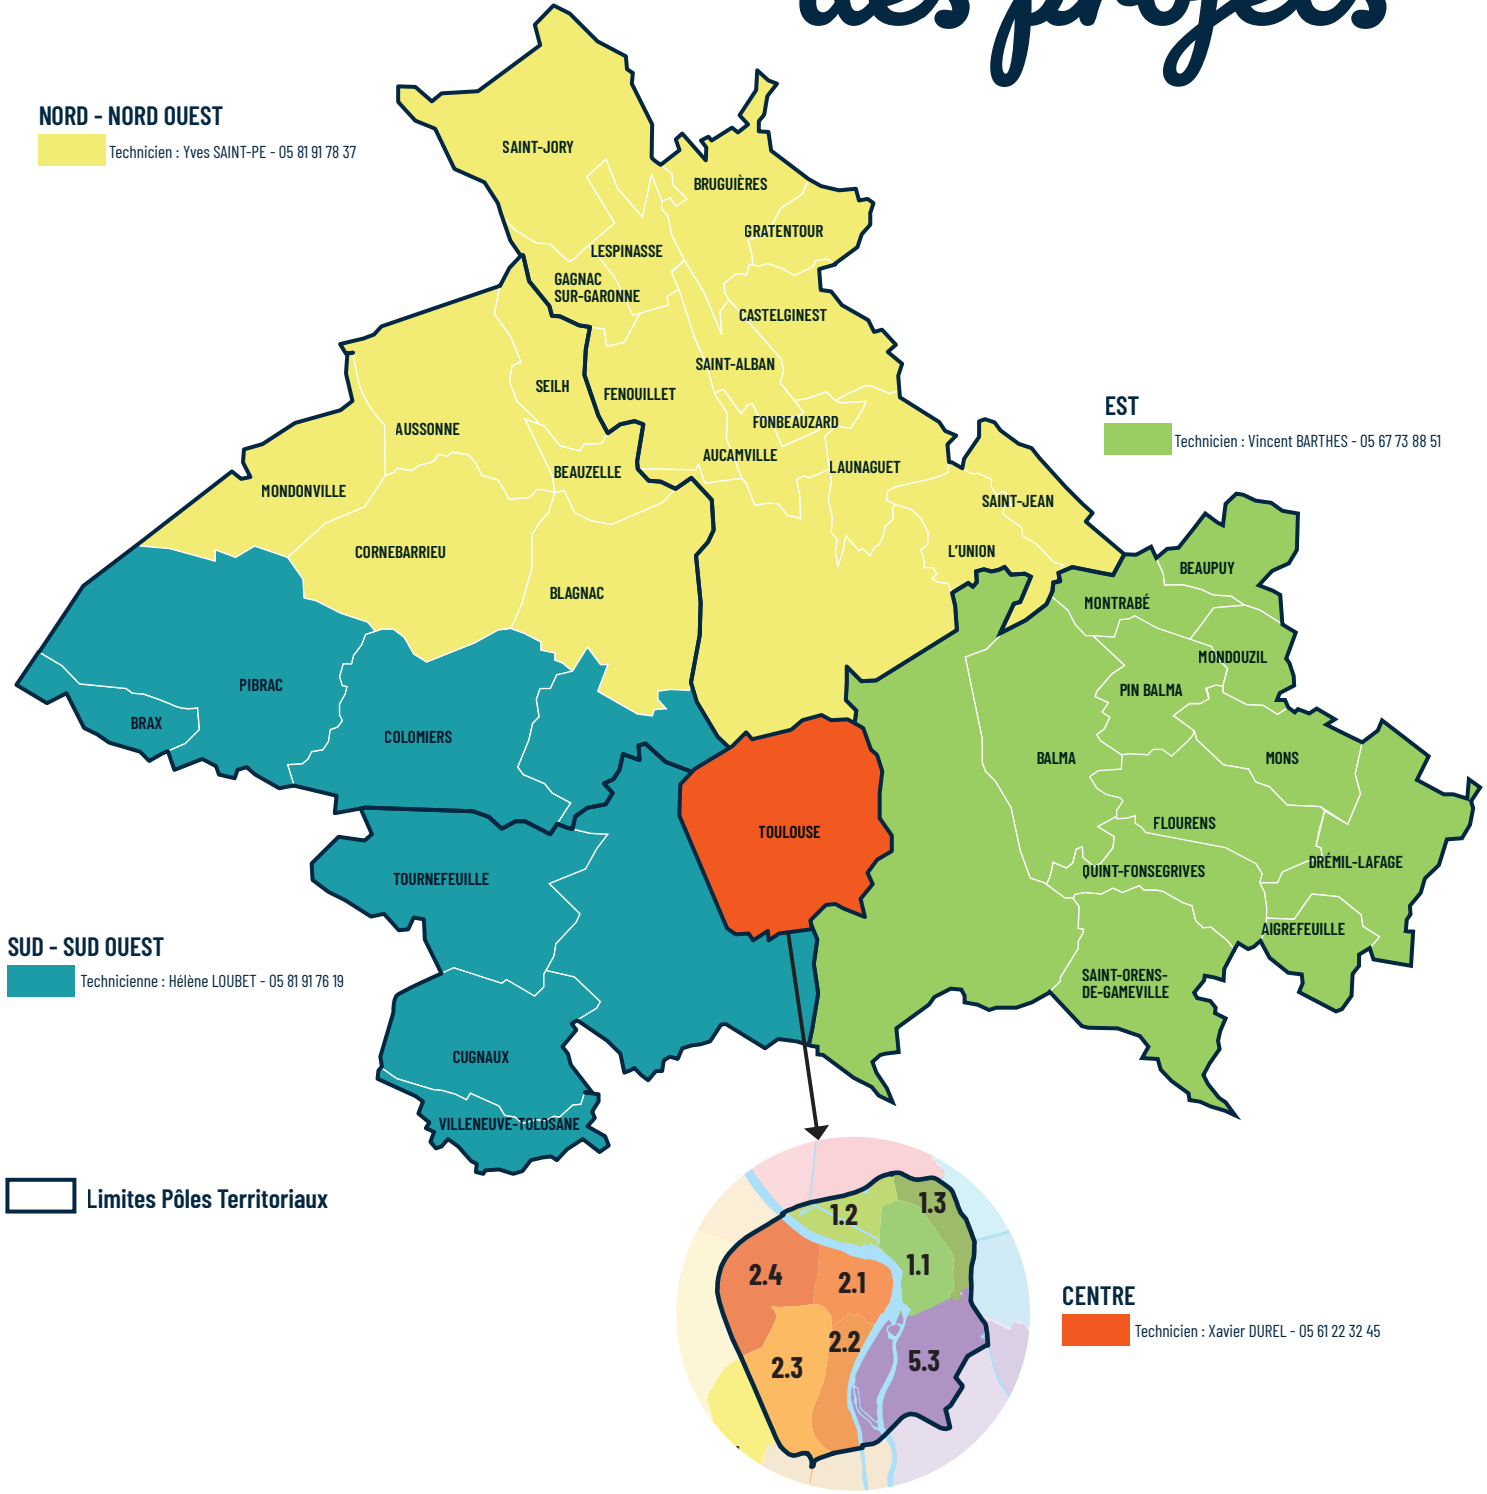 des projets
NORD - NORD OUEST
Technicien : Yves SAINT-PE - 05 81 91 78 37
SAINT-JORY
BRUGUIÈRES
GRATENTOUR
LESPINASSE
GAGNAC
SUR-GARONNE
CASTELGINEST
SAINT-ALBAN
SEILH
FENOUILLET
FONBEAUZARD
AUSSONNE
AUCAMVILLE
BEAUZELLE
LAUNAGUET
MONDONVILLE
SAINT-JEAN
CORNEBARRIEU
L'UNION
BLAGNAC
EST
Technicien : Vincent BARTHES - 05 67 73 88 51
BEAUPUY
MONTRABÉ
MONDOUZIL
PIN BALMA
PIBRAC
BRAX
COLOMIERS
BALMA
MONS
TOULOUSE
FLOURENS
DRÉMIL-LAFAGE
QUINT-FONSEGRIVES
TOURNEFEUILLE
AIGREFEUILLE
SUD - SUD OUEST
Technicienne : Hélène LOUBET - 05 81 91 76 19
SAINT-ORENS-
DE-GAMEVILLE
CUGNAUX
VILLENEUVE-TOLOSANE
Limites Pôles Territoriaux
1.2
1.3
1.1
2.4
2.1
2.2
2.3
5.3
CENTRE
Technicien : Xavier DUREL - 05 61 22 32 45